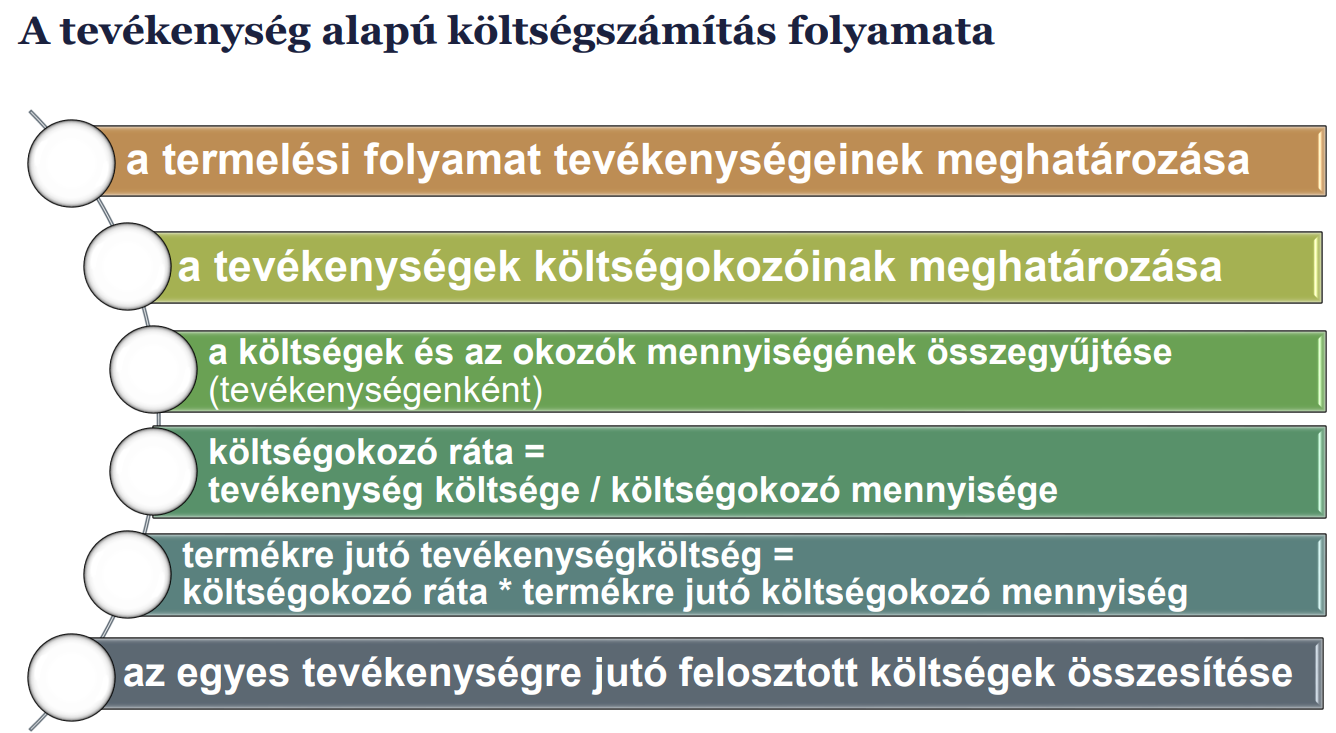 A tevékenység alapú költségszámítás folyamata
a termelési folyamat tevékenységeinek meghatározása
a tevékenységek költségokozóinak meghatározása
a költségek és az okozók mennyiségének összegyűjtése
(tevékenységenként)
költségokozó ráta =
tevékenység költsége / költségokozó mennyisége
termékre jutó tevékenységköltség =
költségokozó ráta * termékre jutó költségokozó mennyiség
az egyes tevékenységre jutó felosztott költségek összesítése